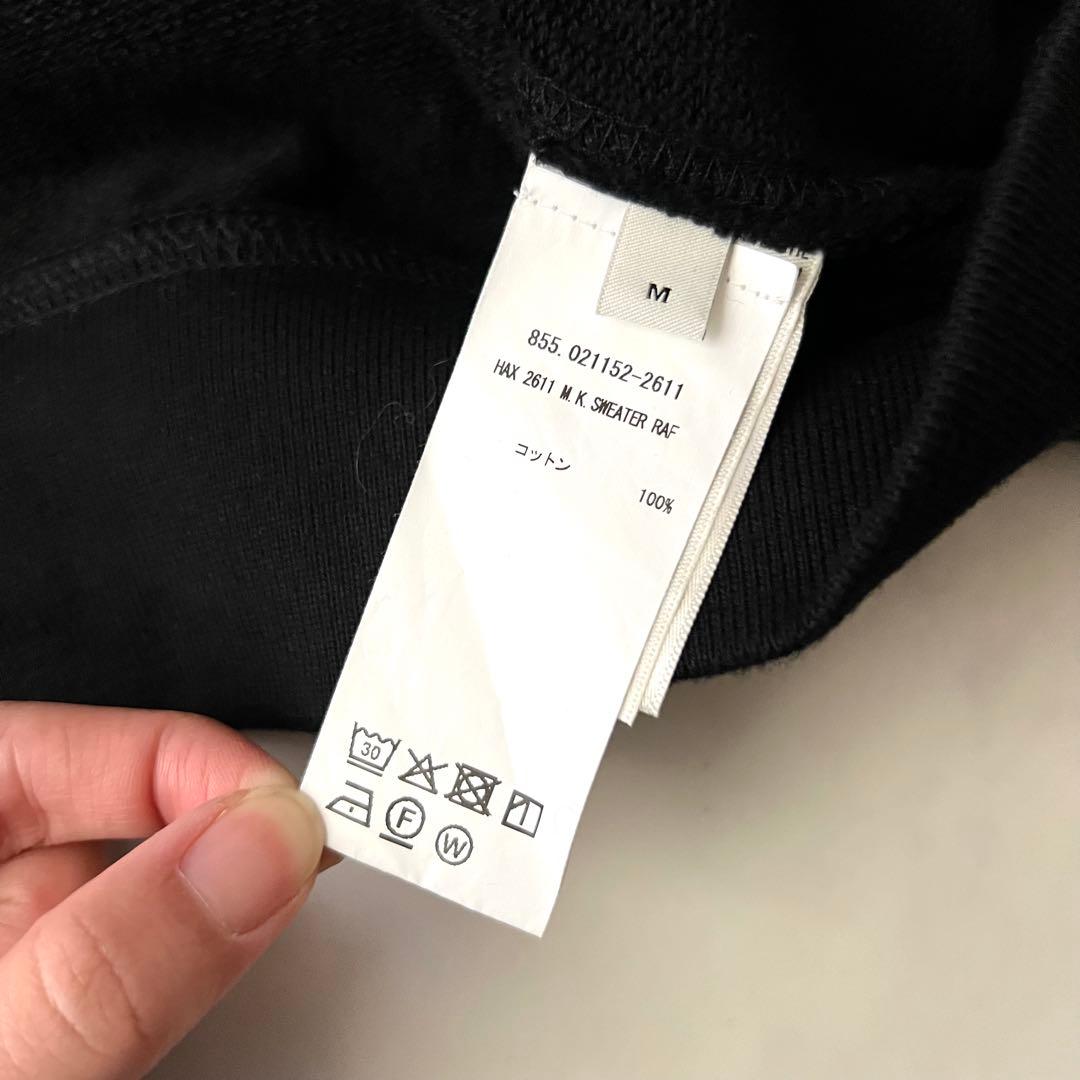 M
855.021152-2611
HAX 2611 M.K.SWEATER RAF
コットン
100%
30
F
W